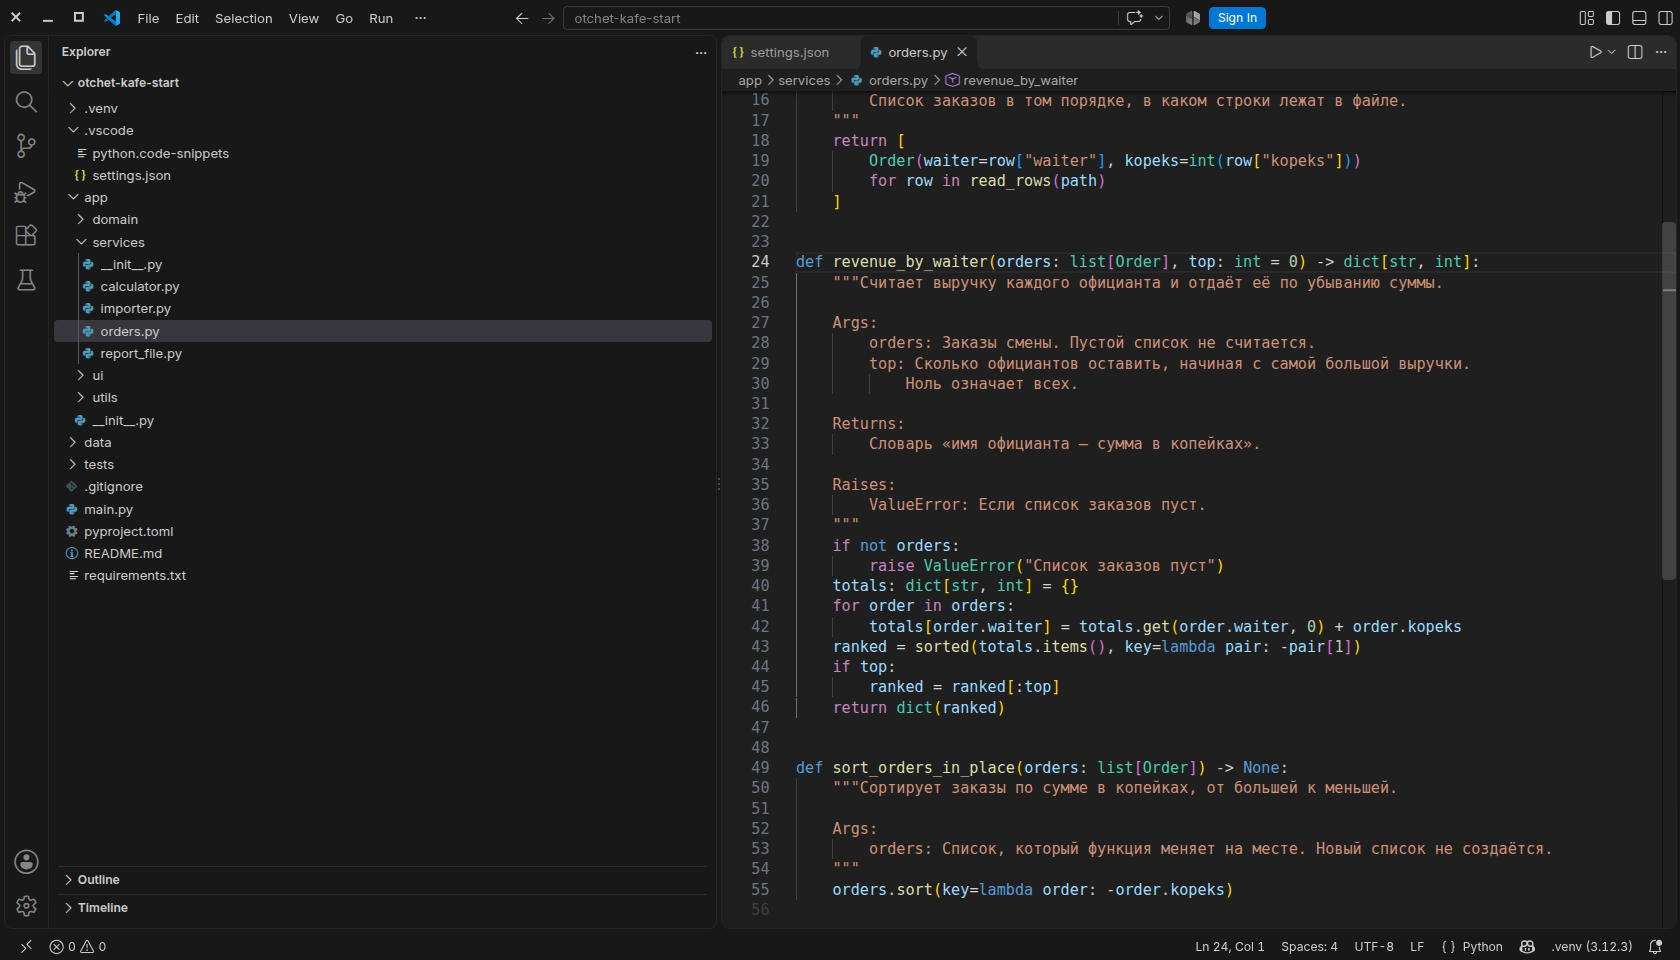 File Edit Selection View Go Run ···
otchet-kafe-start
Sign In
Explorer
otchet-kafe-start
.venv
.vscode
python.code-snippets
settings.json
app
domain
services
__init__.py
calculator.py
importer.py
orders.py
report_file.py
ui
utils
__init__.py
data
tests
.gitignore
main.py
pyproject.toml
README.md
requirements.txt
Outline
Timeline
settings.json orders.py
app > services > orders.py > revenue_by_waiter
16 Список заказов в том порядке, в каком строки лежат в файле.
17 """
18 return [
19 Order(waiter=row["waiter"], kopeks=int(row["kopeks"]))
20 for row in read_rows(path)
21 ]
22
23
24 def revenue_by_waiter(orders: list[Order], top: int = 0) -> dict[str, int]:
25 """Считает выручку каждого официанта и отдаёт её по убыванию суммы.
26
27 Args:
28 orders: Заказы смены. Пустой список не считается.
29 top: Сколько официантов оставить, начиная с самой большой выручки.
30 Ноль означает всех.
31
32 Returns:
33 Словарь «имя официанта — сумма в копейках».
34
35 Raises:
36 ValueError: Если список заказов пуст.
37 """
38 if not orders:
39 raise ValueError("Список заказов пуст")
40 totals: dict[str, int] = {}
41 for order in orders:
42 totals[order.waiter] = totals.get(order.waiter, 0) + order.kopeks
43 ranked = sorted(totals.items(), key=lambda pair: -pair[1])
44 if top:
45 ranked = ranked[:top]
46 return dict(ranked)
47
48
49 def sort_orders_in_place(orders: list[Order]) -> None:
50 """Сортирует заказы по сумме в копейках, от большей к меньшей.
51
52 Args:
53 orders: Список, который функция меняет на месте. Новый список не создаётся.
54 """
55 orders.sort(key=lambda order: -order.kopeks)
56
0 0 Ln 24, Col 1 Spaces: 4 UTF-8 LF { } Python .venv (3.12.3)